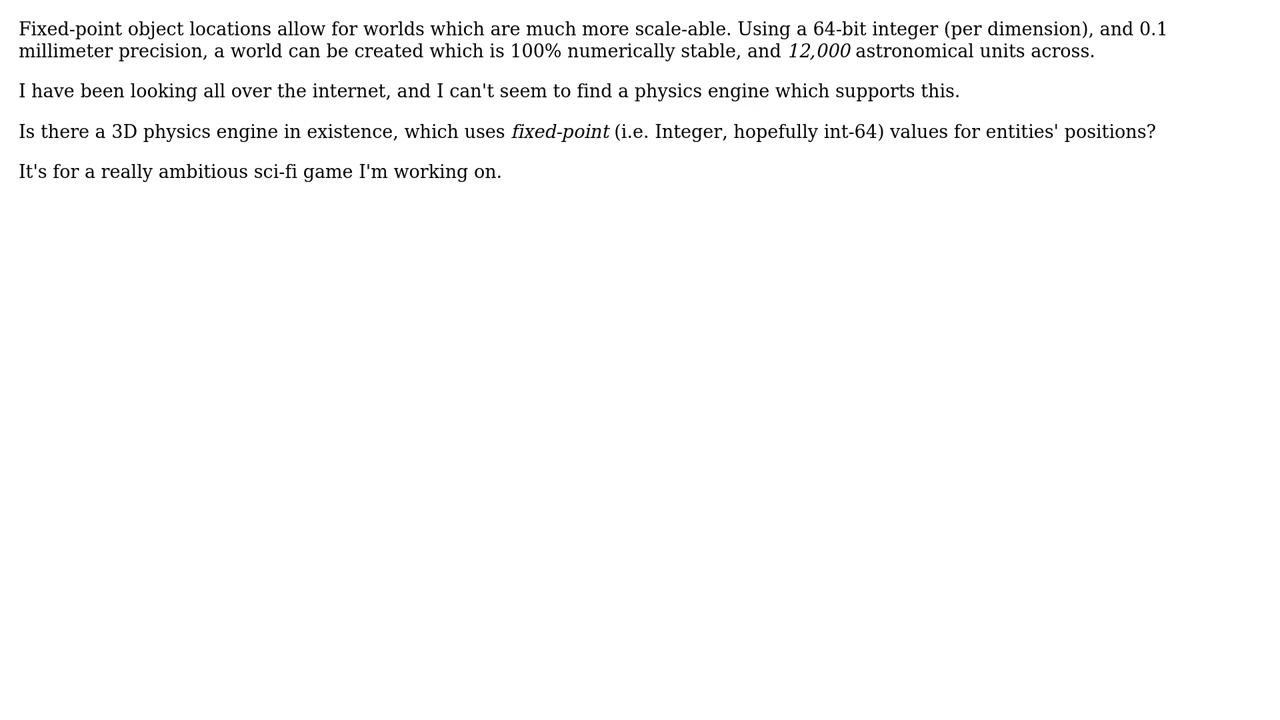 Fixed-point object locations allow for worlds which are much more scale-able. Using a 64-bit integer (per dimension), and 0.1
millimeter precision, a world can be created which is 100% numerically stable, and 12,000 astronomical units across.
I have been looking all over the internet, and I can't seem to find a physics engine which supports this.
Is there a 3D physics engine in existence, which uses fixed-point (i.e. Integer, hopefully int-64) values for entities' positions?
It's for a really ambitious sci-fi game I'm working on.